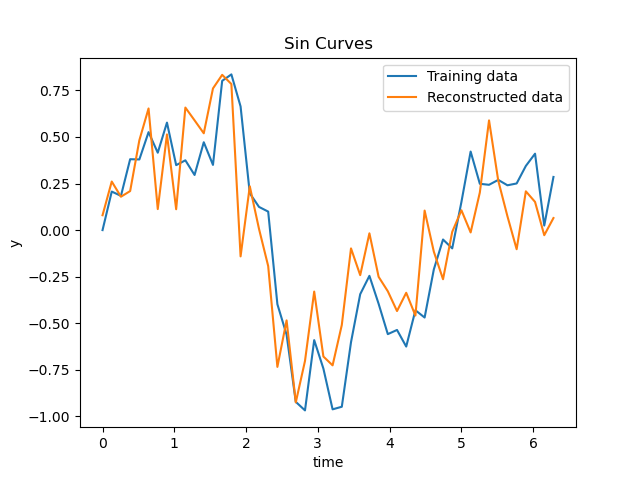 Sin Curves
Training data
Reconstructed data
0.75
0.50
0.25
0.00
−0.25
−0.50
−0.75
−1.00
y
0 1 2 3 4 5 6
time